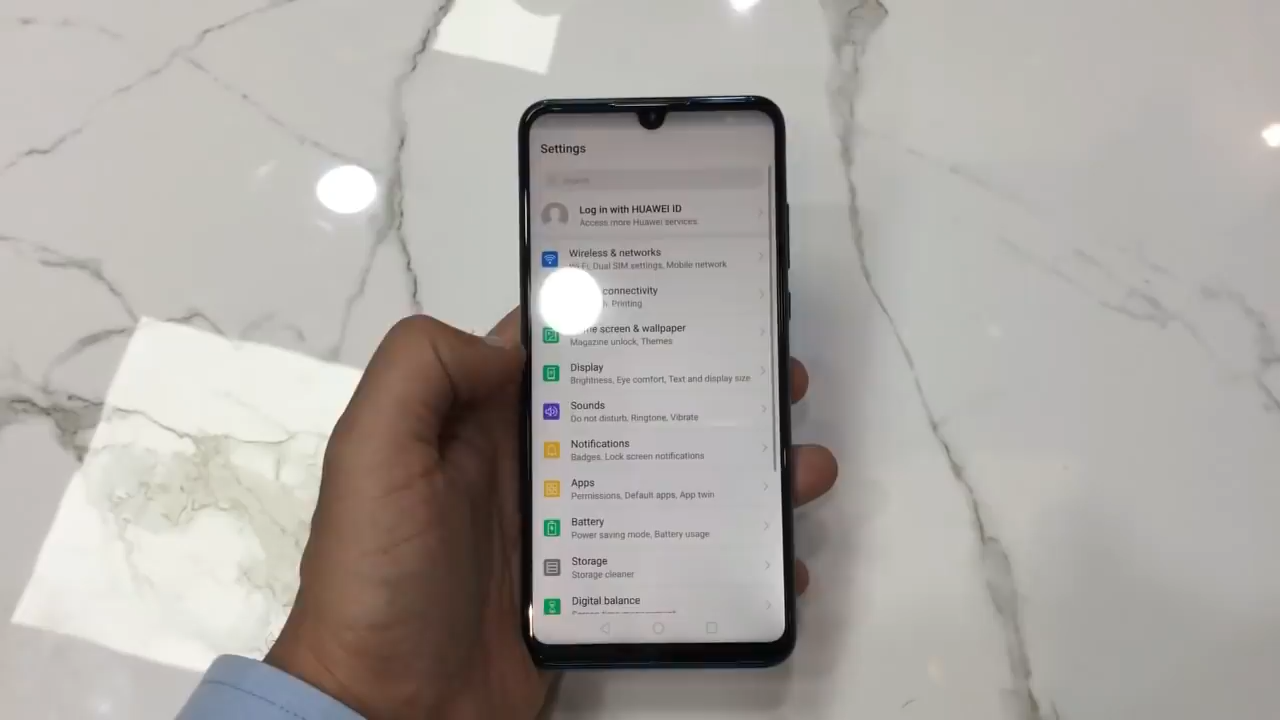 Settings
Search
Log in with HUAWEI ID
Access more Huawei services
Wireless & networks
Wi-Fi, Dual SIM settings, Mobile network
connectivity
Printing
screen & wallpaper
Magazine unlock, Themes
Display
Brightness, Eye comfort, Text and display size
Sounds
Do not disturb, Ringtone, Vibrate
Notifications
Badges, Lock screen notifications
Apps
Permissions, Default apps, App twin
Battery
Power saving mode, Battery usage
Storage
Storage cleaner
Digital balance